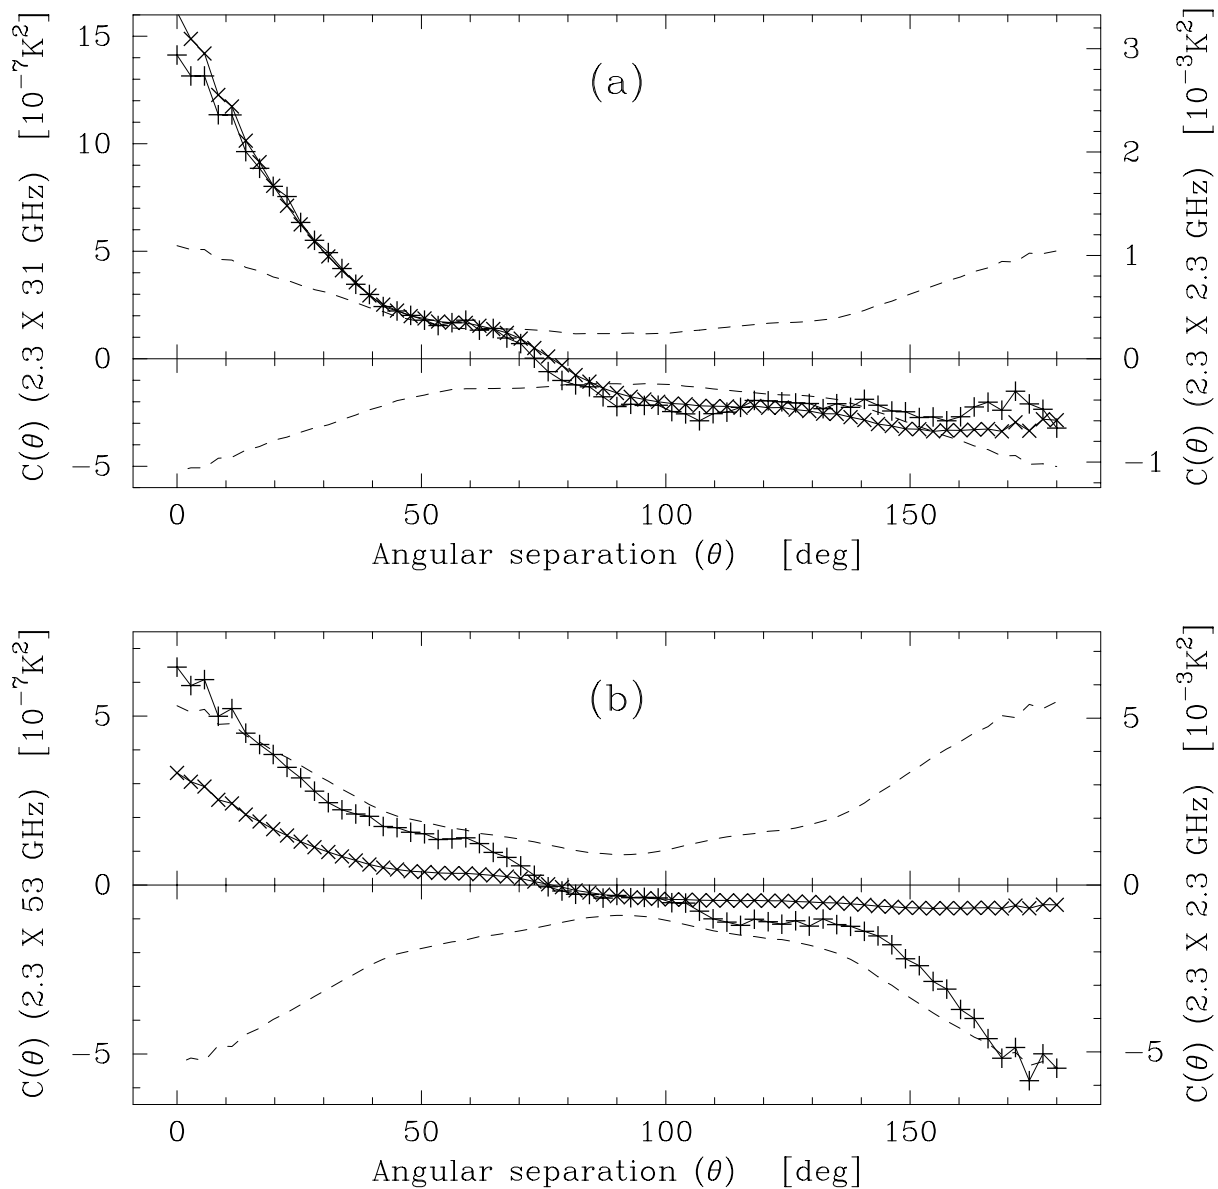 (a)
C(θ) (2.3 X 31 GHz) [10⁻⁷K²]
15
10
5
0
−5
C(θ) (2.3 X 2.3 GHz) [10⁻³K²]
3
2
1
0
−1
0 50 100 150
Angular separation (θ) [deg]
(b)
C(θ) (2.3 X 53 GHz) [10⁻⁷K²]
5
0
−5
C(θ) (2.3 X 2.3 GHz) [10⁻³K²]
5
0
−5
0 50 100 150
Angular separation (θ) [deg]